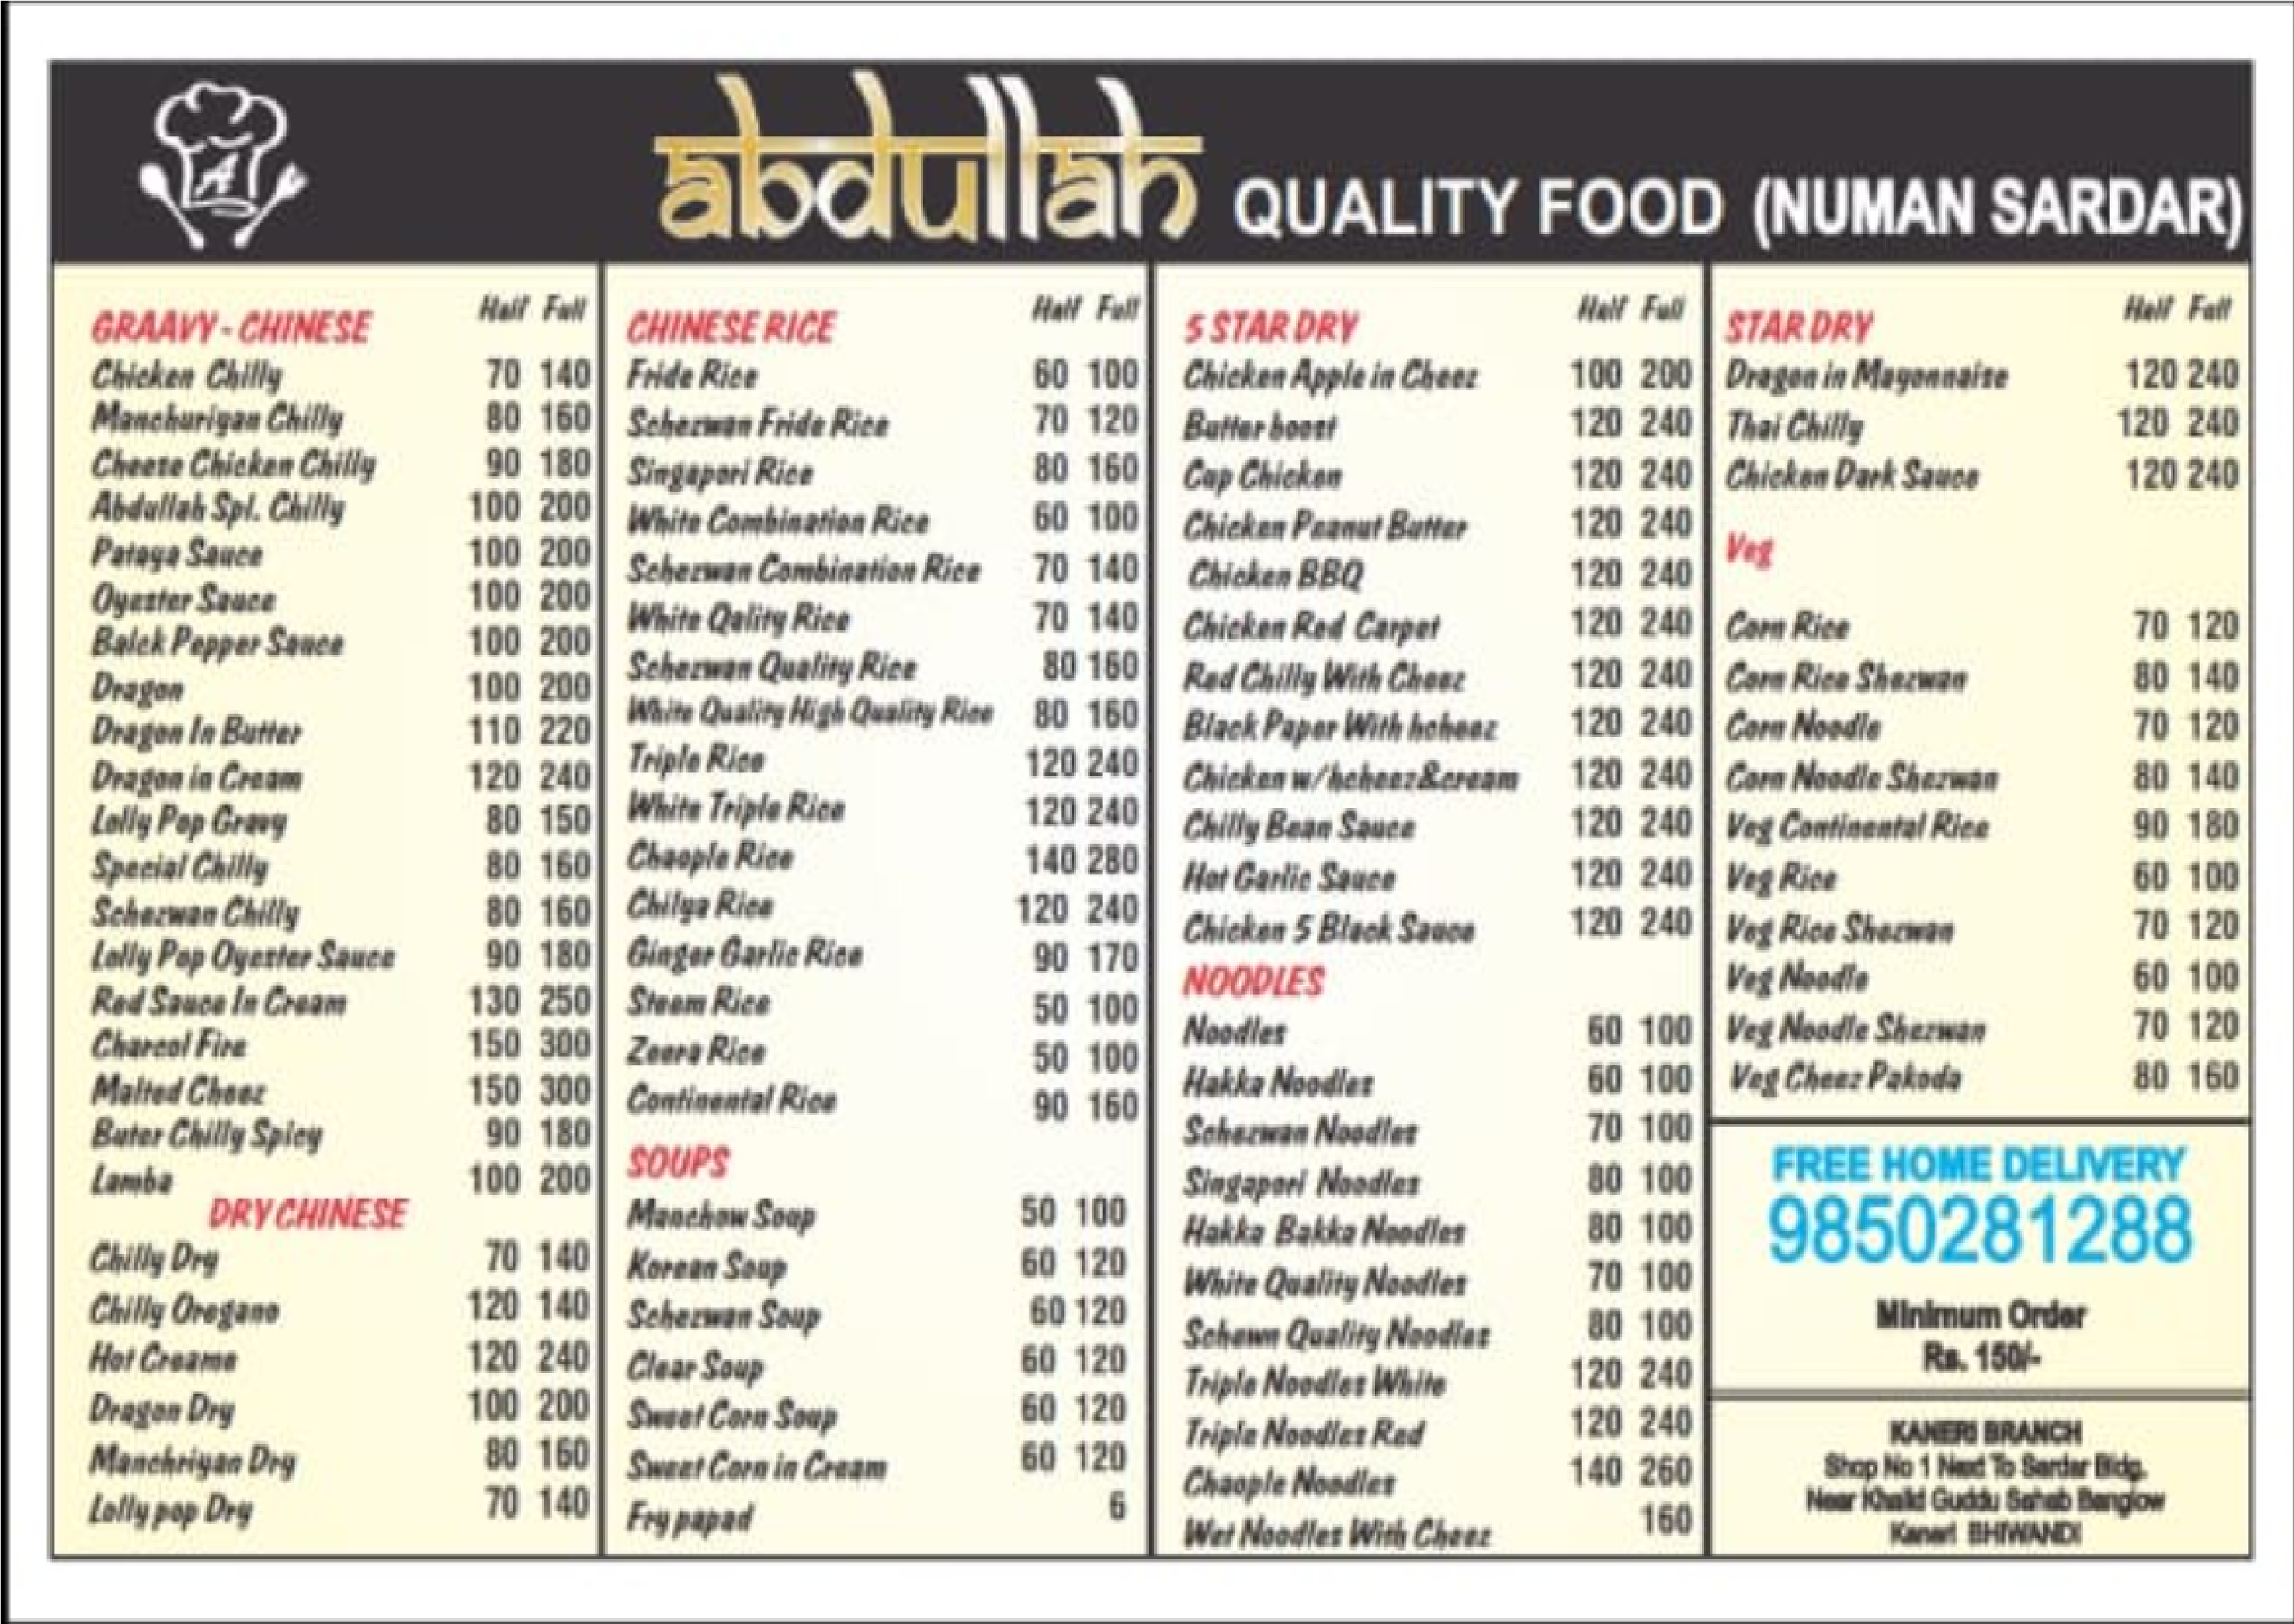 A
abdullah QUALITY FOOD (NUMAN SARDAR)
GRAAVY - CHINESE Half Full
Chicken Chilly 70 140
Manchuriyan Chilly 80 160
Cheese Chicken Chilly 90 180
Abdullah Spl. Chilly 100 200
Pataya Sauce 100 200
Oyester Sauce 100 200
Balck Pepper Sauce 100 200
Dragon 100 200
Dragon In Butter 110 220
Dragon in Cream 120 240
Lolly Pop Gravy 80 150
Special Chilly 80 160
Schezwan Chilly 80 160
Lolly Pop Oyester Sauce 90 180
Red Sauce In Cream 130 250
Charcol Fire 150 300
Malted Cheez 150 300
Buter Chilly Spicy 90 180
Lamba 100 200
DRY CHINESE
Chilly Dry 70 140
Chilly Oregano 120 140
Hot Creame 120 240
Dragon Dry 100 200
Manchriyan Dry 80 160
Lolly pop Dry 70 140
CHINESE RICE Half Full
Fride Rice 60 100
Schezwan Fride Rice 70 120
Singapori Rice 80 160
White Combination Rice 60 100
Schezwan Combination Rice 70 140
White Qality Rice 70 140
Schezwan Quality Rice 80 160
White Quality High Quality Rice 80 160
Triple Rice 120 240
White Triple Rice 120 240
Chaople Rice 140 280
Chilya Rice 120 240
Ginger Garlic Rice 90 170
Steem Rice 50 100
Zeera Rice 50 100
Continental Rice 90 160
SOUPS
Manchow Soup 50 100
Korean Soup 60 120
Schezwan Soup 60 120
Clear Soup 60 120
Sweet Corn Soup 60 120
Sweet Corn in Cream 60 120
Fry papad 6
5 STAR DRY Half Full
Chicken Apple in Cheez 100 200
Butter boost 120 240
Cup Chicken 120 240
Chicken Peanut Butter 120 240
Chicken BBQ 120 240
Chicken Red Carpet 120 240
Red Chilly With Cheez 120 240
Black Paper With hcheez 120 240
Chicken w/hcheez&cream 120 240
Chilly Bean Sauce 120 240
Hot Garlic Sauce 120 240
Chicken 5 Black Sauce 120 240
NOODLES
Noodles 60 100
Hakka Noodles 60 100
Schezwan Noodles 70 100
Singapori Noodles 80 100
Hakka Bakka Noodles 80 100
White Quality Noodles 70 100
Schewn Quality Noodles 80 100
Triple Noodles White 120 240
Triple Noodles Red 120 240
Chaople Noodles 140 260
Wet Noodles With Cheez 160
STAR DRY Half Full
Dragon in Mayonnaise 120 240
Thai Chilly 120 240
Chicken Dark Sauce 120 240
Veg
Corn Rice 70 120
Corn Rice Shezwan 80 140
Corn Noodle 70 120
Corn Noodle Shezwan 80 140
Veg Continental Rice 90 180
Veg Rice 60 100
Veg Rice Shezwan 70 120
Veg Noodle 60 100
Veg Noodle Shezwan 70 120
Veg Cheez Pakoda 80 160
FREE HOME DELIVERY
9850281288
Minimum Order
Rs. 150/-
KANERI BRANCH
Shop No 1 Next To Sardar Bldg.
Near Khalid Guddu Sahab Banglow
Kaneri BHIWANDI